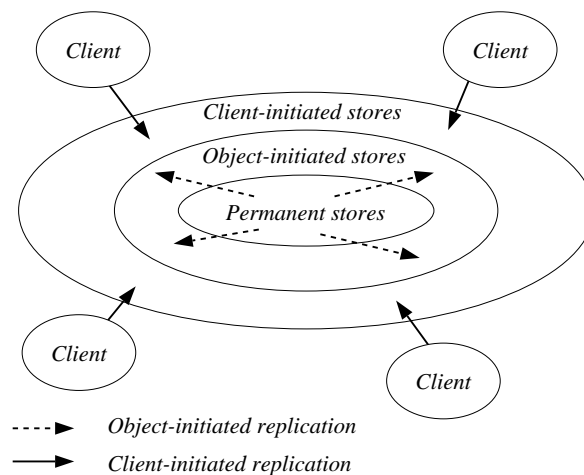 Client
Client
Client-initiated stores
Object-initiated stores
Permanent stores
Client
Client
Object-initiated replication
Client-initiated replication